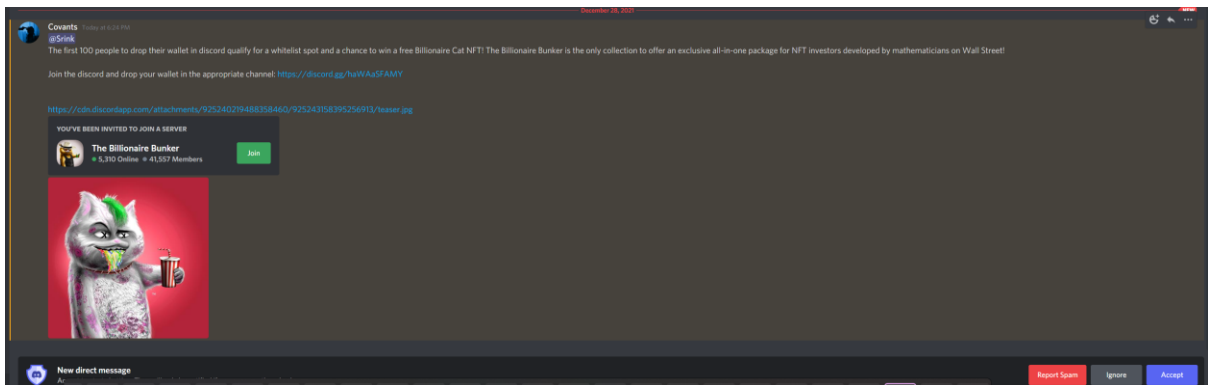 December 28, 2021
NEW
Covants Today at 6:24 PM
@Srink
The first 100 people to drop their wallet in discord qualify for a whitelist spot and a chance to win a free Billionaire Cat NFT! The Billionaire Bunker is the only collection to offer an exclusive all-in-one package for NFT investors developed by mathematicians on Wall Street!
Join the discord and drop your wallet in the appropriate channel: https://discord.gg/haWAaSFAMY
https://cdn.discordapp.com/attachments/925240219488358460/925243158395256913/teaser.jpg
YOU'VE BEEN INVITED TO JOIN A SERVER
The Billionaire Bunker
5,310 Online 41,557 Members
Join
New direct message
Report Spam
Ignore
Accept